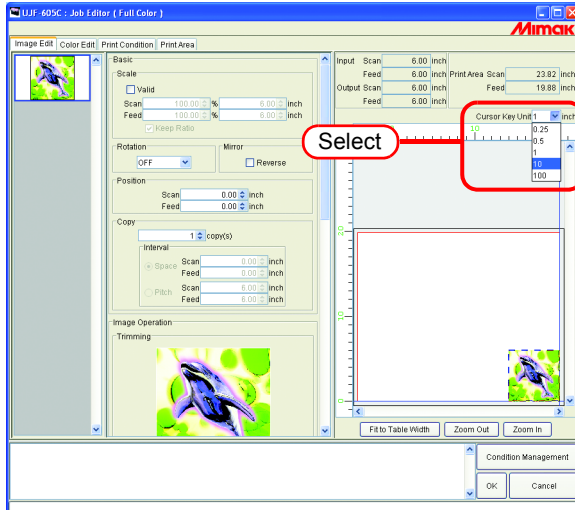 UJF-605C : Job Editor ( Full Color )
Mimaki
Image Edit Color Edit Print Condition Print Area
Basic
Scale
Valid
Scan 100.00 % 6.00 inch
Feed 100.00 % 6.00 inch
Keep Ratio
Rotation
OFF
Mirror
Reverse
Position
Scan 0.00 inch
Feed 0.00 inch
Copy
1 copy(s)
Interval
Space
Scan 0.00 inch
Feed 0.00 inch
Pitch
Scan 6.00 inch
Feed 6.00 inch
Image Operation
Trimming
Input Scan 6.00 inch
Feed 6.00 inch
Output Scan 6.00 inch
Feed 6.00 inch
Print Area Scan 23.82 inch
Feed 19.88 inch
Cursor Key Unit 1 inch
0.25
0.5
1
10
100
Select
10
20
10
0
Fit to Table Width Zoom Out Zoom In
Condition Management
OK Cancel